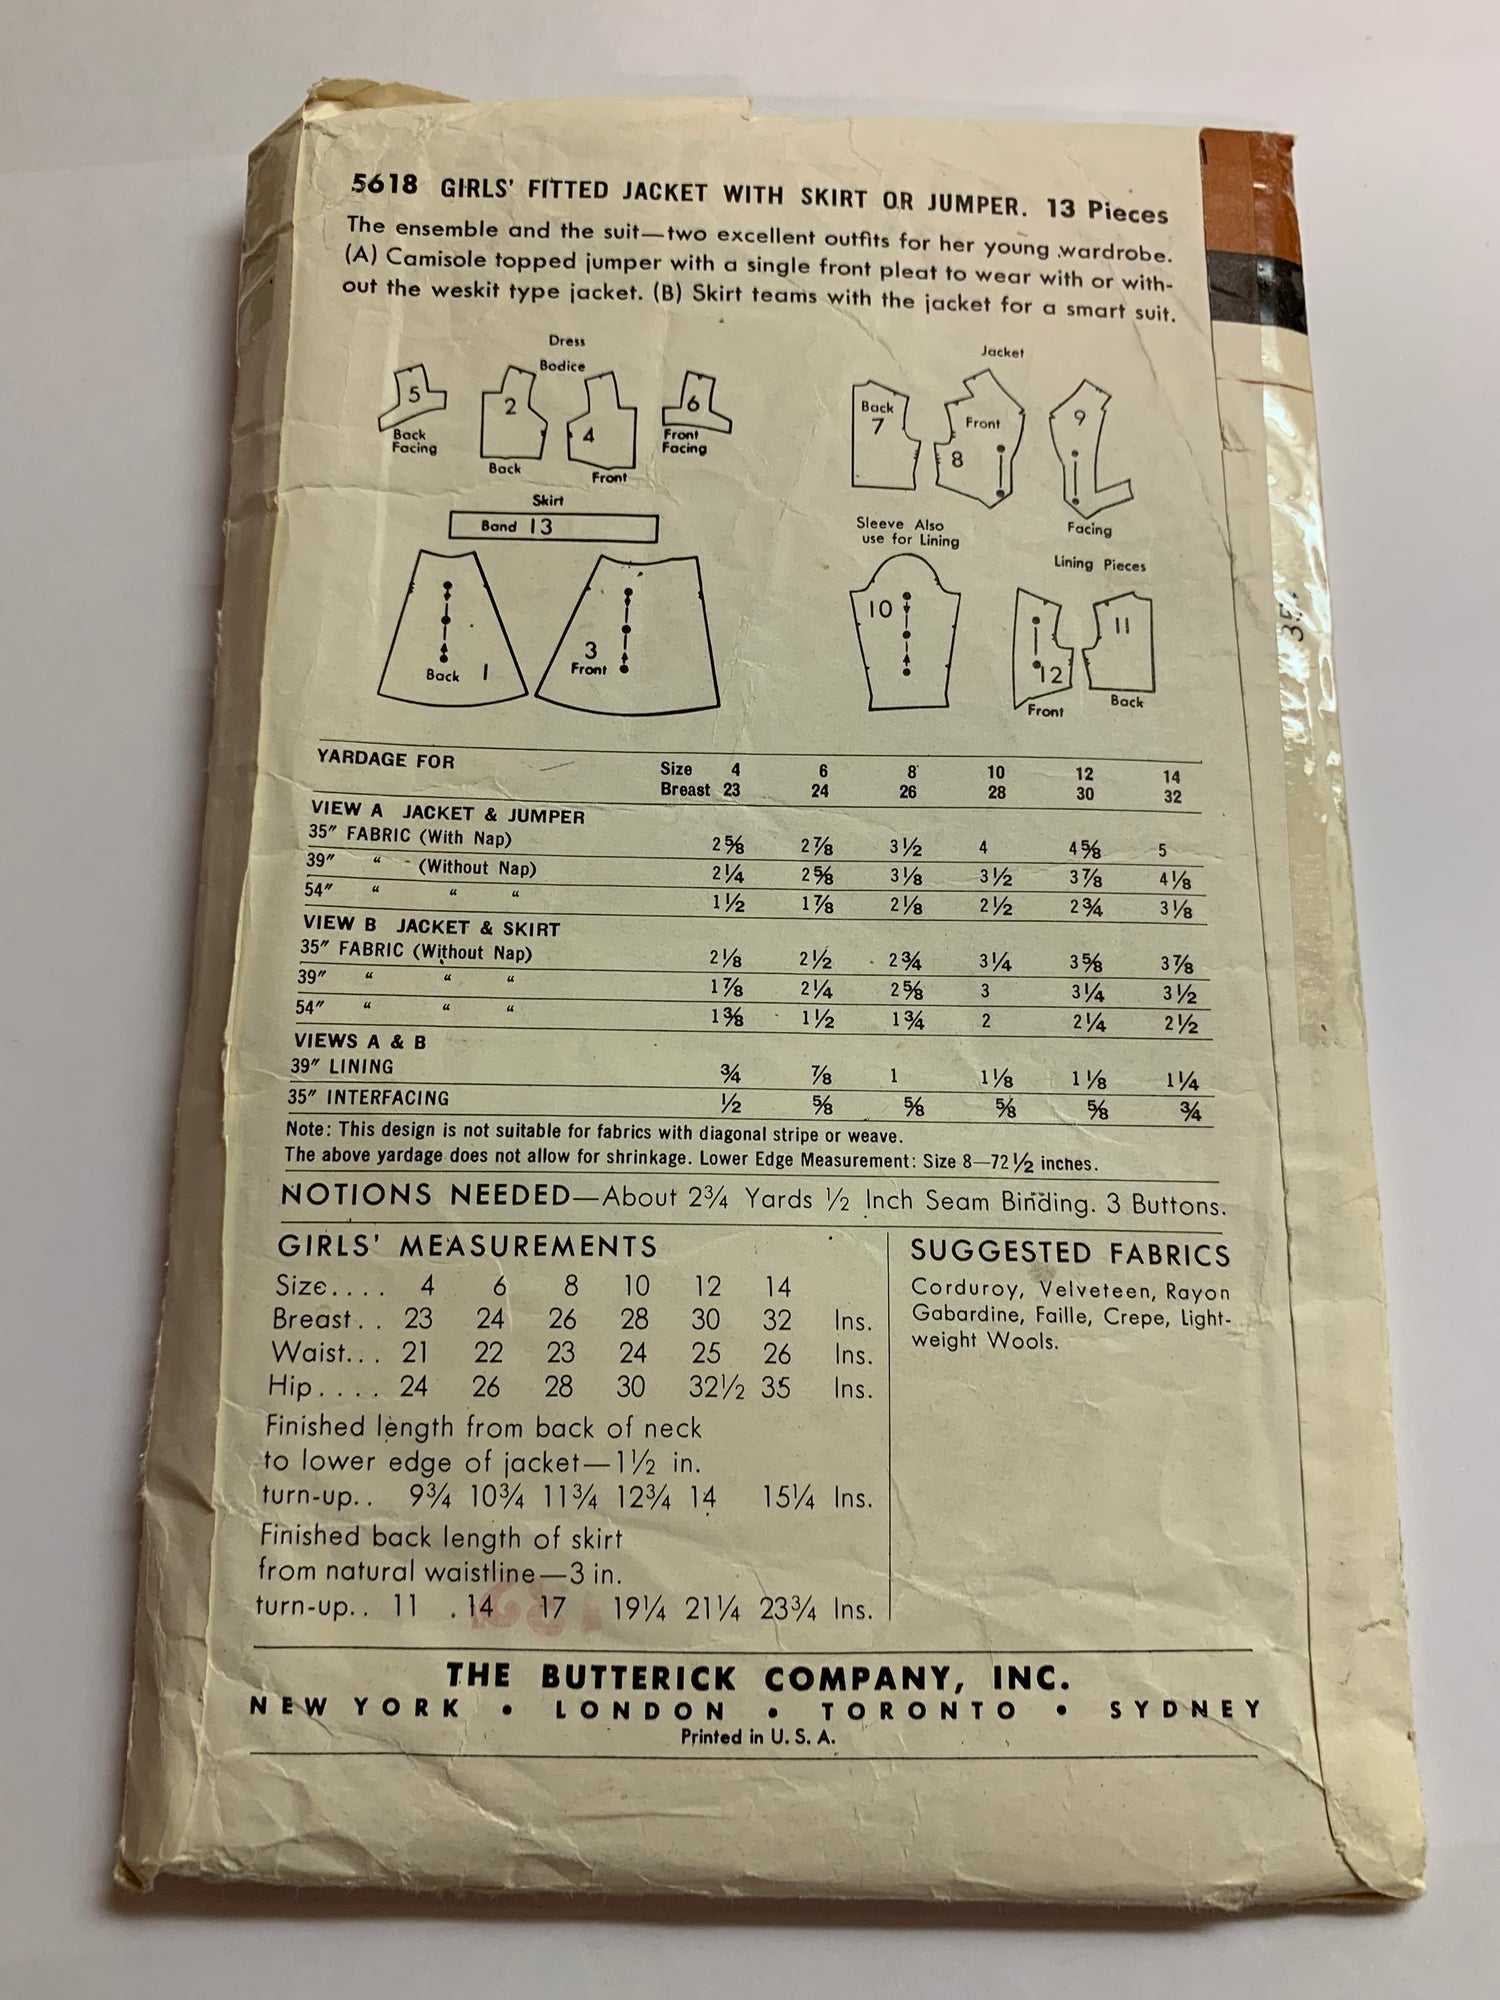 5618 GIRLS' FITTED JACKET WITH SKIRT OR JUMPER. 13 Pieces
The ensemble and the suit—two excellent outfits for her young wardrobe.
(A) Camisole topped jumper with a single front pleat to wear with or with-
out the weskit type jacket. (B) Skirt teams with the jacket for a smart suit.
Dress
Bodice
5
Back
Facing
2
Back
4
Front
6
Front
Facing
Skirt
Band 13
Back 1
3
Front
Jacket
Back
7
Front
8
9
Facing
Sleeve Also
use for Lining
10
Lining Pieces
12
Front
11
Back
YARDAGE FOR Size 4 6 8 10 12 14
Breast 23 24 26 28 30 32
VIEW A JACKET & JUMPER
35" FABRIC (With Nap) 2⅝ 2⅞ 3½ 4 4⅝ 5
39" " (Without Nap) 2¼ 2⅝ 3⅛ 3½ 3⅞ 4⅛
54" " " " 1½ 1⅞ 2⅛ 2½ 2¾ 3⅛
VIEW B JACKET & SKIRT
35" FABRIC (Without Nap) 2⅛ 2½ 2¾ 3¼ 3⅝ 3⅞
39" " " " 1⅞ 2¼ 2⅝ 3 3¼ 3½
54" " " " 1⅜ 1½ 1¾ 2 2¼ 2½
VIEWS A & B
39" LINING ¾ ⅞ 1 1⅛ 1⅛ 1¼
35" INTERFACING ½ ⅝ ⅝ ⅝ ⅝ ¾
Note: This design is not suitable for fabrics with diagonal stripe or weave.
The above yardage does not allow for shrinkage. Lower Edge Measurement: Size 8—72½ inches.
NOTIONS NEEDED—About 2¾ Yards ½ Inch Seam Binding. 3 Buttons.
GIRLS' MEASUREMENTS
Size.... 4 6 8 10 12 14
Breast.. 23 24 26 28 30 32 Ins.
Waist... 21 22 23 24 25 26 Ins.
Hip.... 24 26 28 30 32½ 35 Ins.
Finished length from back of neck
to lower edge of jacket—1½ in.
turn-up.. 9¾ 10¾ 11¾ 12¾ 14 15¼ Ins.
Finished back length of skirt
from natural waistline—3 in.
turn-up.. 11 14 17 19¼ 21¼ 23¾ Ins.
SUGGESTED FABRICS
Corduroy, Velveteen, Rayon
Gabardine, Faille, Crepe, Light-
weight Wools.
THE BUTTERICK COMPANY, INC.
NEW YORK • LONDON • TORONTO • SYDNEY
Printed in U. S. A.